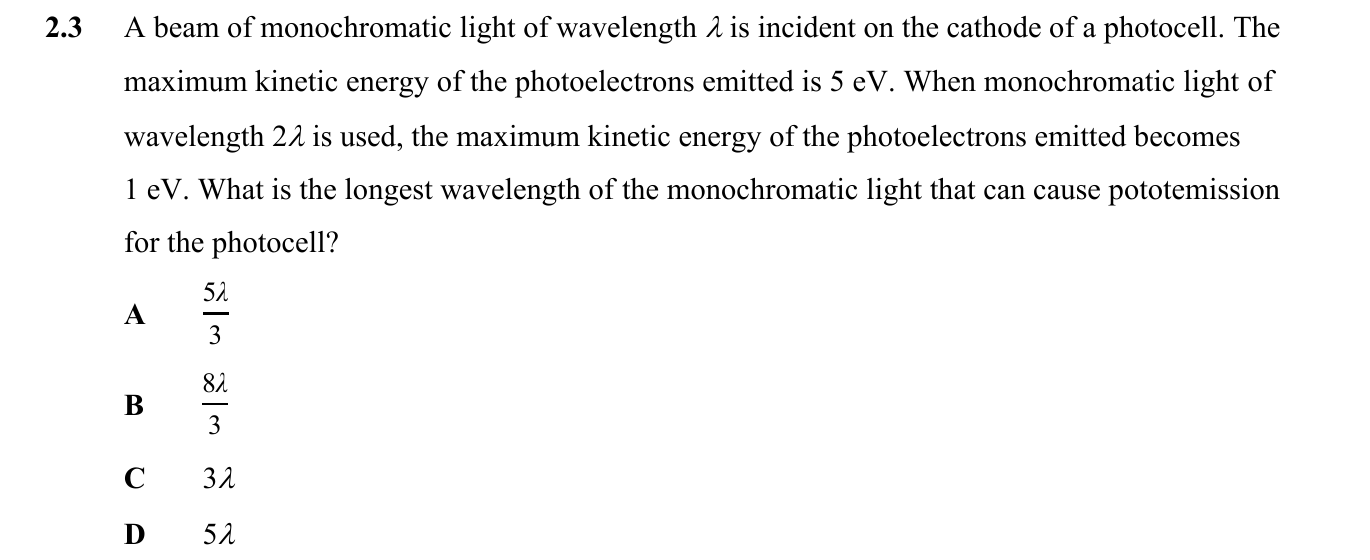 2.3 A beam of monochromatic light of wavelength λ is incident on the cathode of a photocell. The
maximum kinetic energy of the photoelectrons emitted is 5 eV. When monochromatic light of
wavelength 2λ is used, the maximum kinetic energy of the photoelectrons emitted becomes
1 eV. What is the longest wavelength of the monochromatic light that can cause pototemission
for the photocell?
A 5λ/3
B 8λ/3
C 3λ
D 5λ